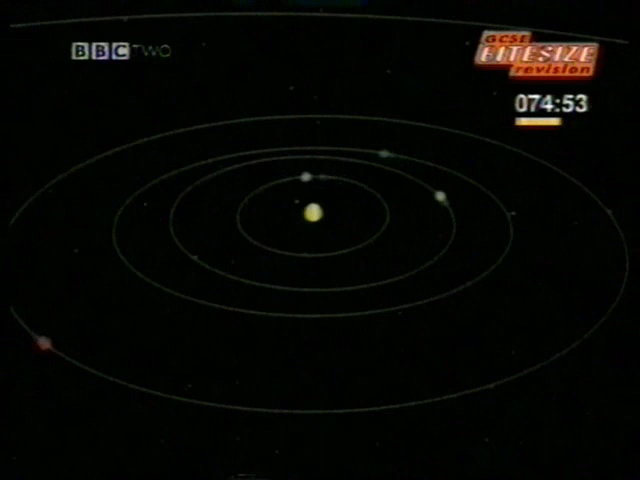 BBC TWO
GCSE
BITESIZE
revision
074:53